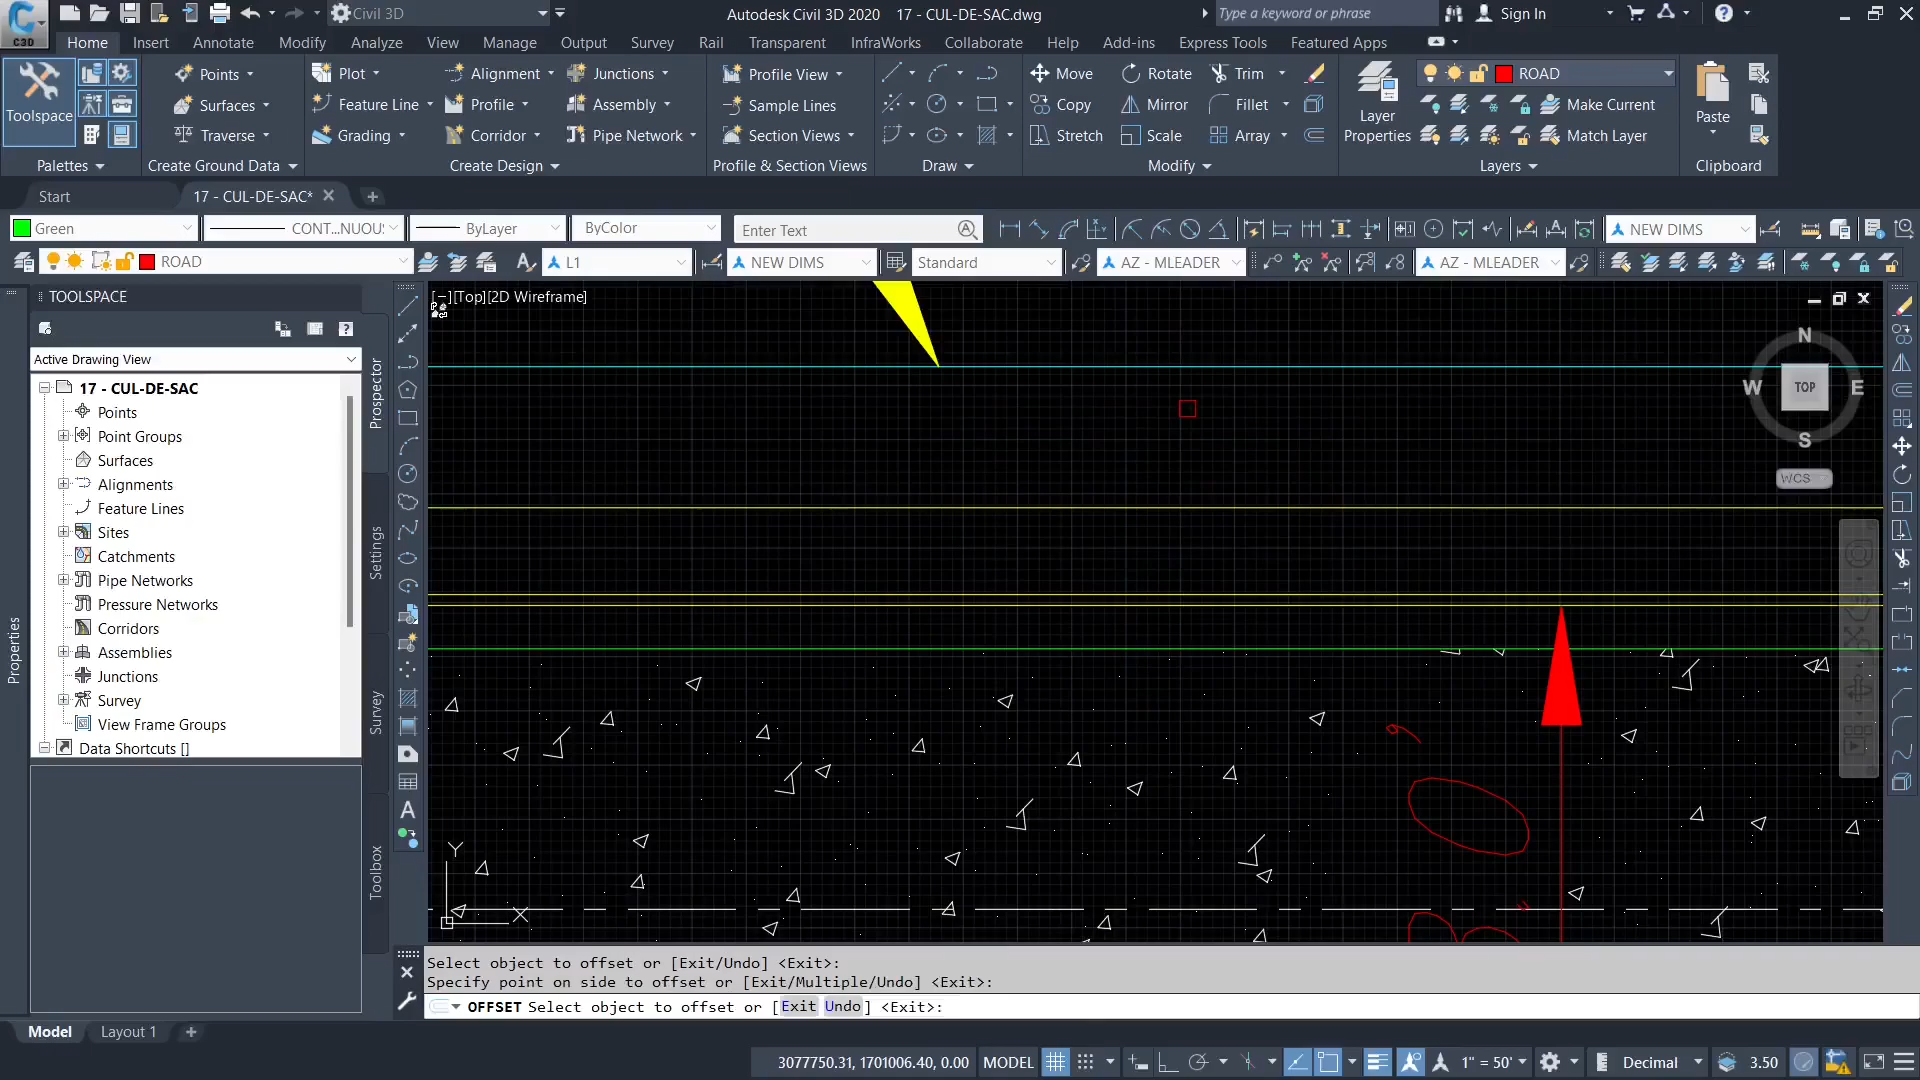 C3D
Civil 3D
Autodesk Civil 3D 2020 17 - CUL-DE-SAC.dwg
Type a keyword or phrase
Sign In
Home Insert Annotate Modify Analyze View Manage Output Survey Rail Transparent InfraWorks Collaborate Help Add-ins Express Tools Featured Apps
Toolspace
Points
Surfaces
Traverse
Plot
Feature Line
Grading
Alignment
Profile
Corridor
Junctions
Assembly
Pipe Network
Profile View
Sample Lines
Section Views
Move
Copy
Stretch
Rotate
Mirror
Scale
Trim
Fillet
Array
Layer
Properties
ROAD
Make Current
Match Layer
Paste
Palettes Create Ground Data Create Design Profile & Section Views Draw Modify Layers Clipboard
Start 17 - CUL-DE-SAC*
Green CONT...NUOUS ByLayer ByColor Enter Text NEW DIMS
ROAD L1 NEW DIMS Standard AZ - MLEADER AZ - MLEADER
TOOLSPACE
Active Drawing View
17 - CUL-DE-SAC
Points
Point Groups
Surfaces
Alignments
Feature Lines
Sites
Catchments
Pipe Networks
Pressure Networks
Corridors
Assemblies
Junctions
Survey
View Frame Groups
Data Shortcuts []
Properties
Prospector
Settings
Survey
Toolbox
[−][Top][2D Wireframe]
N
W TOP E
S
WCS
Y
X
Select object to offset or [Exit/Undo] <Exit>:
Specify point on side to offset or [Exit/Multiple/Undo] <Exit>:
OFFSET Select object to offset or [Exit Undo] <Exit>:
Model Layout 1
3077750.31, 1701006.40, 0.00 MODEL 1" = 50' Decimal 3.50